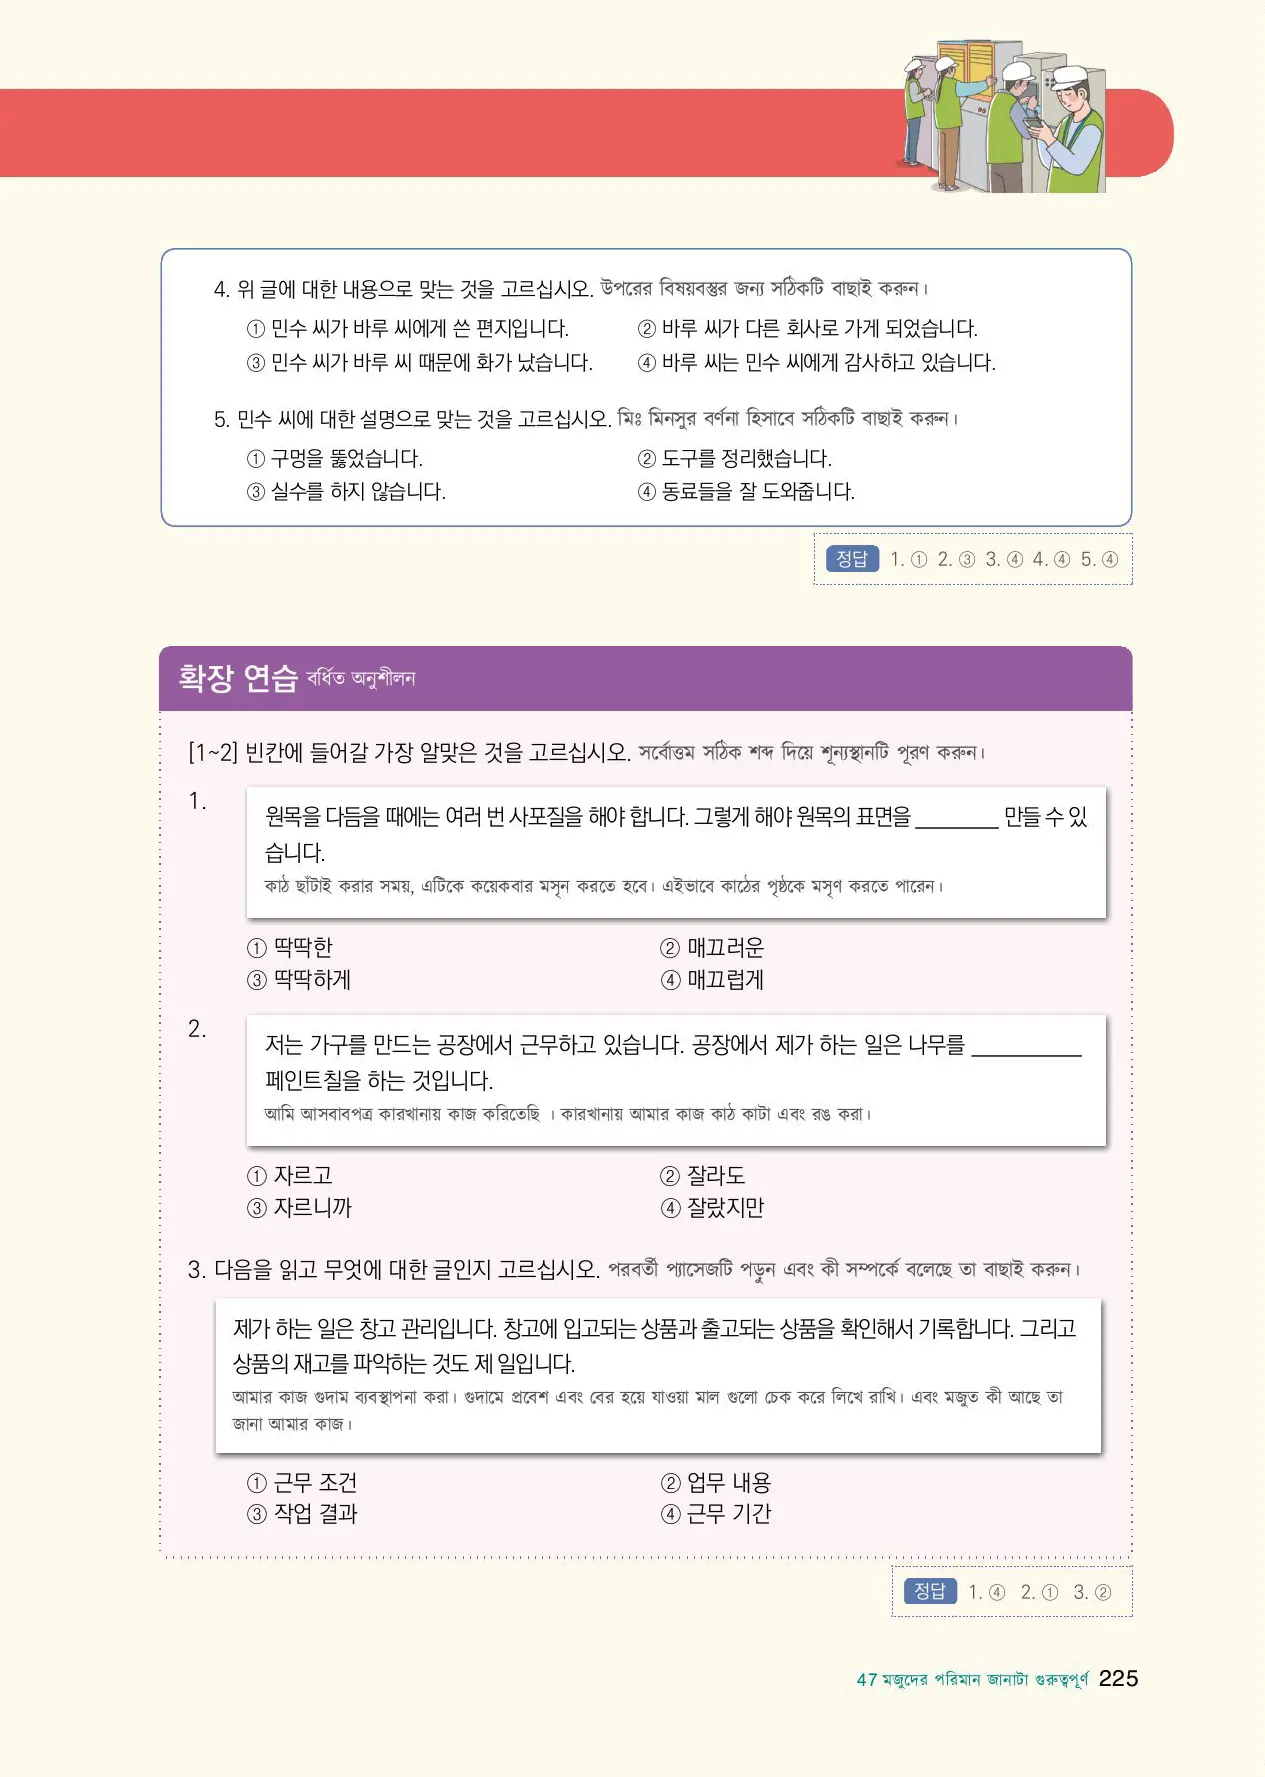 4. 위 글에 대한 내용으로 맞는 것을 고르십시오. উপরের বিষয়বস্তুর জন্য সঠিকটি বাছাই করুন।
① 민수 씨가 바루 씨에게 쓴 편지입니다. ② 바루 씨가 다른 회사로 가게 되었습니다.
③ 민수 씨가 바루 씨 때문에 화가 났습니다. ④ 바루 씨는 민수 씨에게 감사하고 있습니다.
5. 민수 씨에 대한 설명으로 맞는 것을 고르십시오. মিঃ মিনসুর বর্ণনা হিসাবে সঠিকটি বাছাই করুন।
① 구멍을 뚫었습니다. ② 도구를 정리했습니다.
③ 실수를 하지 않습니다. ④ 동료들을 잘 도와줍니다.
정답 1. ① 2. ③ 3. ④ 4. ④ 5. ④
확장 연습 বর্ধিত অনুশীলন
[1~2] 빈칸에 들어갈 가장 알맞은 것을 고르십시오. সর্বোত্তম সঠিক শব্দ দিয়ে শূন্যস্থানটি পূরণ করুন।
1. 원목을 다듬을 때에는 여러 번 사포질을 해야 합니다. 그렇게 해야 원목의 표면을 ________ 만들 수 있
습니다.
কাঠ ছাঁটাই করার সময়, এটিকে কয়েকবার মসৃন করতে হবে। এইভাবে কাঠের পৃষ্ঠকে মসৃণ করতে পারেন।
① 딱딱한 ② 매끄러운
③ 딱딱하게 ④ 매끄럽게
2. 저는 가구를 만드는 공장에서 근무하고 있습니다. 공장에서 제가 하는 일은 나무를 __________
페인트칠을 하는 것입니다.
আমি আসবাবপত্র কারখানায় কাজ করিতেছি । কারখানায় আমার কাজ কাঠ কাটা এবং রঙ করা।
① 자르고 ② 잘라도
③ 자르니까 ④ 잘랐지만
3. 다음을 읽고 무엇에 대한 글인지 고르십시오. পরবর্তী প্যাসেজটি পড়ুন এবং কী সম্পর্কে বলেছে তা বাছাই করুন।
제가 하는 일은 창고 관리입니다. 창고에 입고되는 상품과 출고되는 상품을 확인해서 기록합니다. 그리고
상품의 재고를 파악하는 것도 제 일입니다.
আমার কাজ গুদাম ব্যবস্থাপনা করা। গুদামে প্রবেশ এবং বের হয়ে যাওয়া মাল গুলো চেক করে লিখে রাখি। এবং মজুত কী আছে তা
জানা আমার কাজ।
① 근무 조건 ② 업무 내용
③ 작업 결과 ④ 근무 기간
정답 1. ④ 2. ① 3. ②
47 মজুদের পরিমান জানাটা গুরুত্বপূর্ণ 225